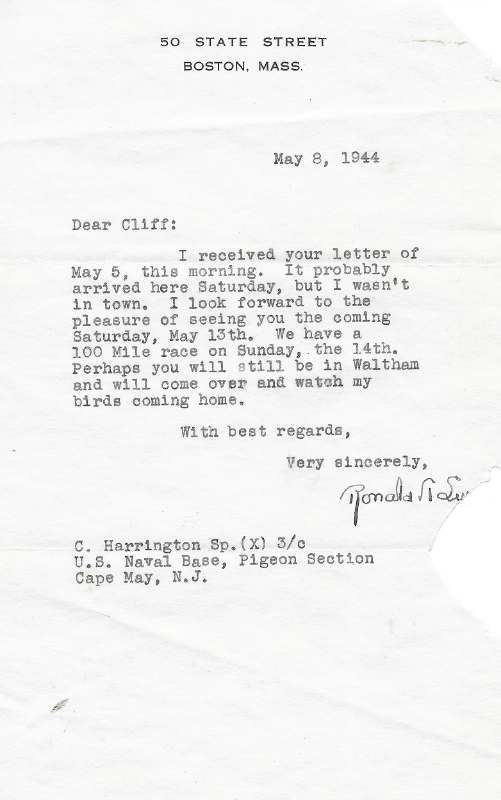 50 STATE STREET
BOSTON, MASS.
May 8, 1944
Dear Cliff:
I received your letter of
May 5, this morning. It probably
arrived here Saturday, but I wasn't
in town. I look forward to the
pleasure of seeing you the coming
Saturday, May 13th. We have a
100 Mile race on Sunday, the 14th.
Perhaps you will still be in Waltham
and will come over and watch my
birds coming home.
With best regards,
Very sincerely,
Ronald
C. Harrington Sp.(X) 3/c
U.S. Naval Base, Pigeon Section
Cape May, N.J.